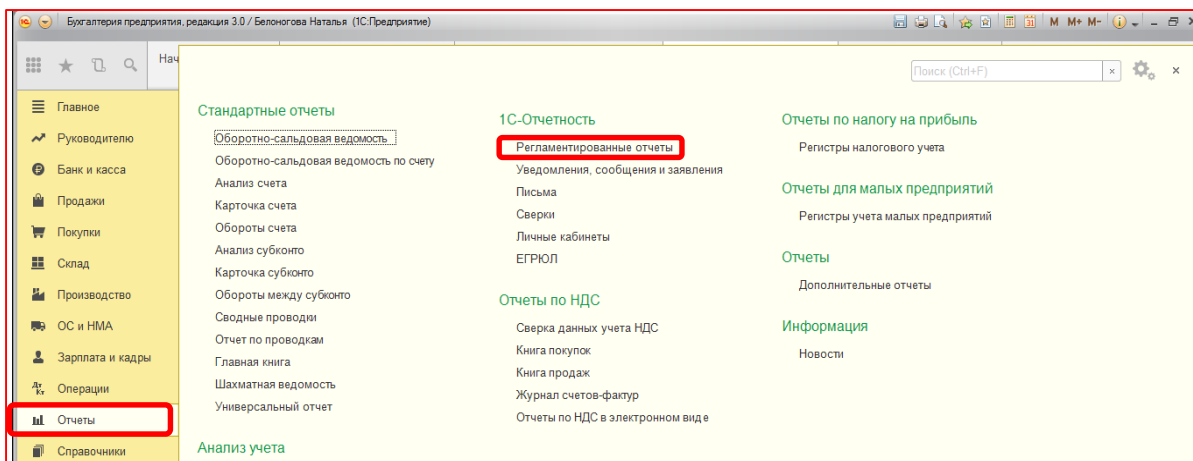 Бухгалтерия предприятия, редакция 3.0 / Белоногова Наталья (1С:Предприятие)
M M+ M-
Нач
Поиск (Ctrl+F)
Главное
Руководителю
Банк и касса
Продажи
Покупки
Склад
Производство
ОС и НМА
Зарплата и кадры
Операции
Отчеты
Справочники
Стандартные отчеты
Оборотно-сальдовая ведомость
Оборотно-сальдовая ведомость по счету
Анализ счета
Карточка счета
Обороты счета
Анализ субконто
Карточка субконто
Обороты между субконто
Сводные проводки
Отчет по проводкам
Главная книга
Шахматная ведомость
Универсальный отчет
Анализ учета
1С-Отчетность
Регламентированные отчеты
Уведомления, сообщения и заявления
Письма
Сверки
Личные кабинеты
ЕГРЮЛ
Отчеты по НДС
Сверка данных учета НДС
Книга покупок
Книга продаж
Журнал счетов-фактур
Отчеты по НДС в электронном виде
Отчеты по налогу на прибыль
Регистры налогового учета
Отчеты для малых предприятий
Регистры учета малых предприятий
Отчеты
Дополнительные отчеты
Информация
Новости